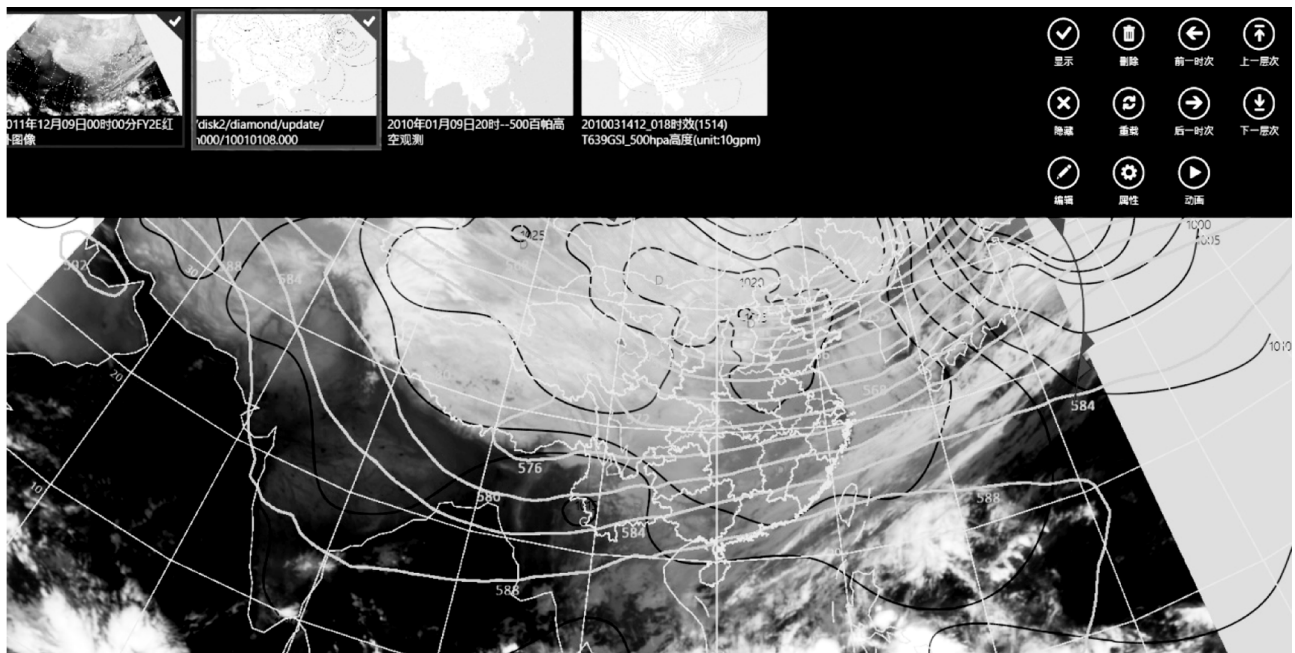 011年12月09日00时00分FY2E红
外图像
/disk2/diamond/update/
h000/10010108.000
2010年01月09日20时--500百帕高
空观测
2010031412_018时效(1514)
T639GSI_500hpa高度(unit:10gpm)
显示
删除
前一时次
上一层次
隐藏
重载
后一时次
下一层次
编辑
属性
动画
592
588
584
30
1025
D
D
1020
D
1000
1005
1010
20
10
568
584
576
580
584
588
588